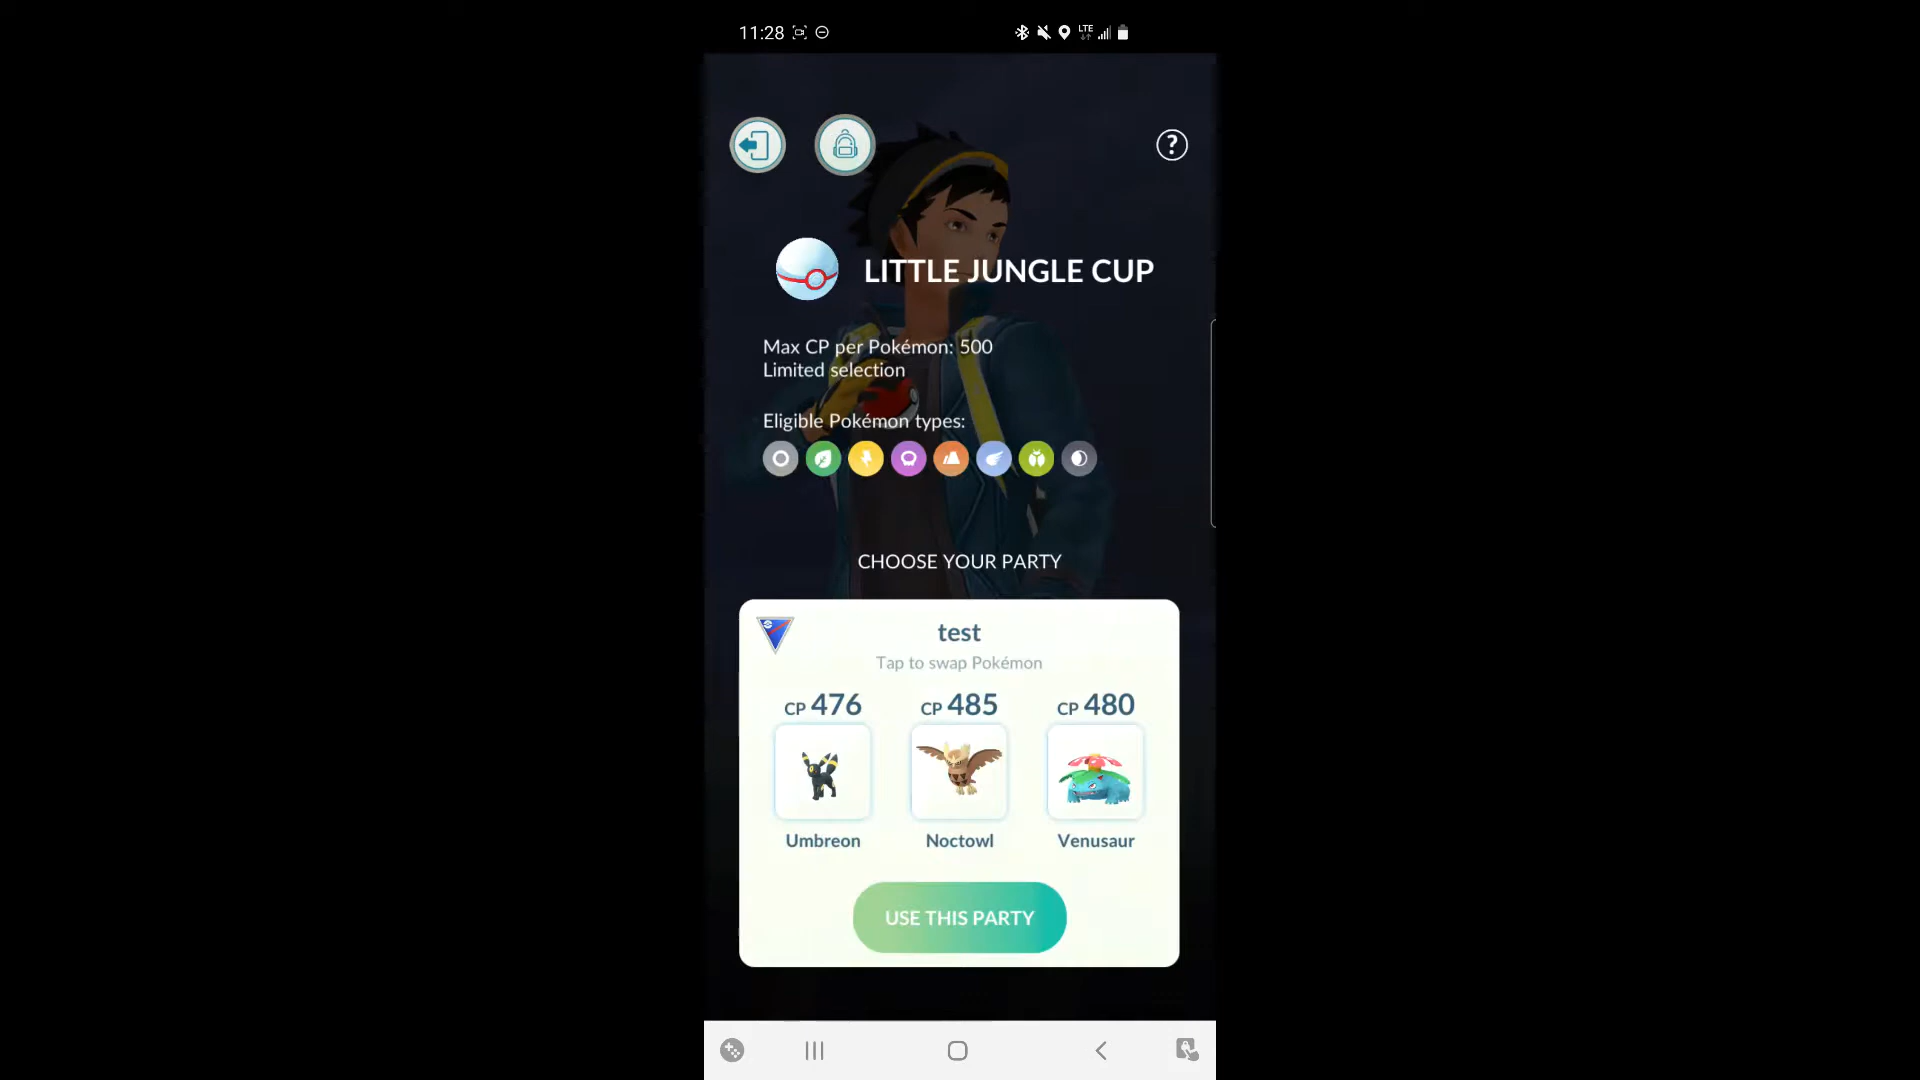 11:28
LTE
?
LITTLE JUNGLE CUP
Max CP per Pokémon: 500
Limited selection
Eligible Pokémon types:
CHOOSE YOUR PARTY
test
Tap to swap Pokémon
CP 476 CP 485 CP 480
Umbreon Noctowl Venusaur
USE THIS PARTY